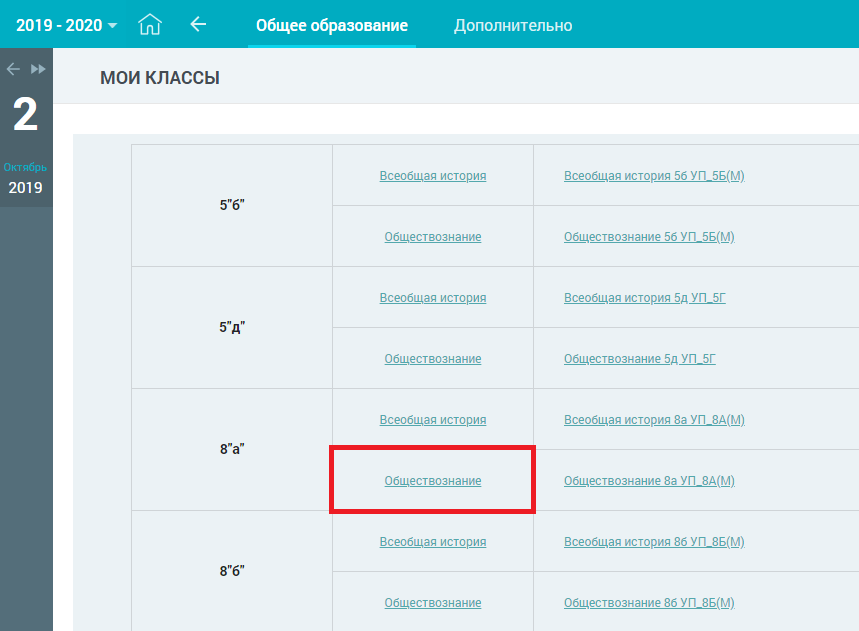 2019 - 2020
Общее образование
Дополнительно
МОИ КЛАССЫ
2
Октябрь
2019
5"б"
Всеобщая история
Всеобщая история 5б УП_5Б(М)
Обществознание
Обществознание 5б УП_5Б(М)
5"д"
Всеобщая история
Всеобщая история 5д УП_5Г
Обществознание
Обществознание 5д УП_5Г
8"а"
Всеобщая история
Всеобщая история 8а УП_8А(М)
Обществознание
Обществознание 8а УП_8А(М)
8"б"
Всеобщая история
Всеобщая история 8б УП_8Б(М)
Обществознание
Обществознание 8б УП_8Б(М)